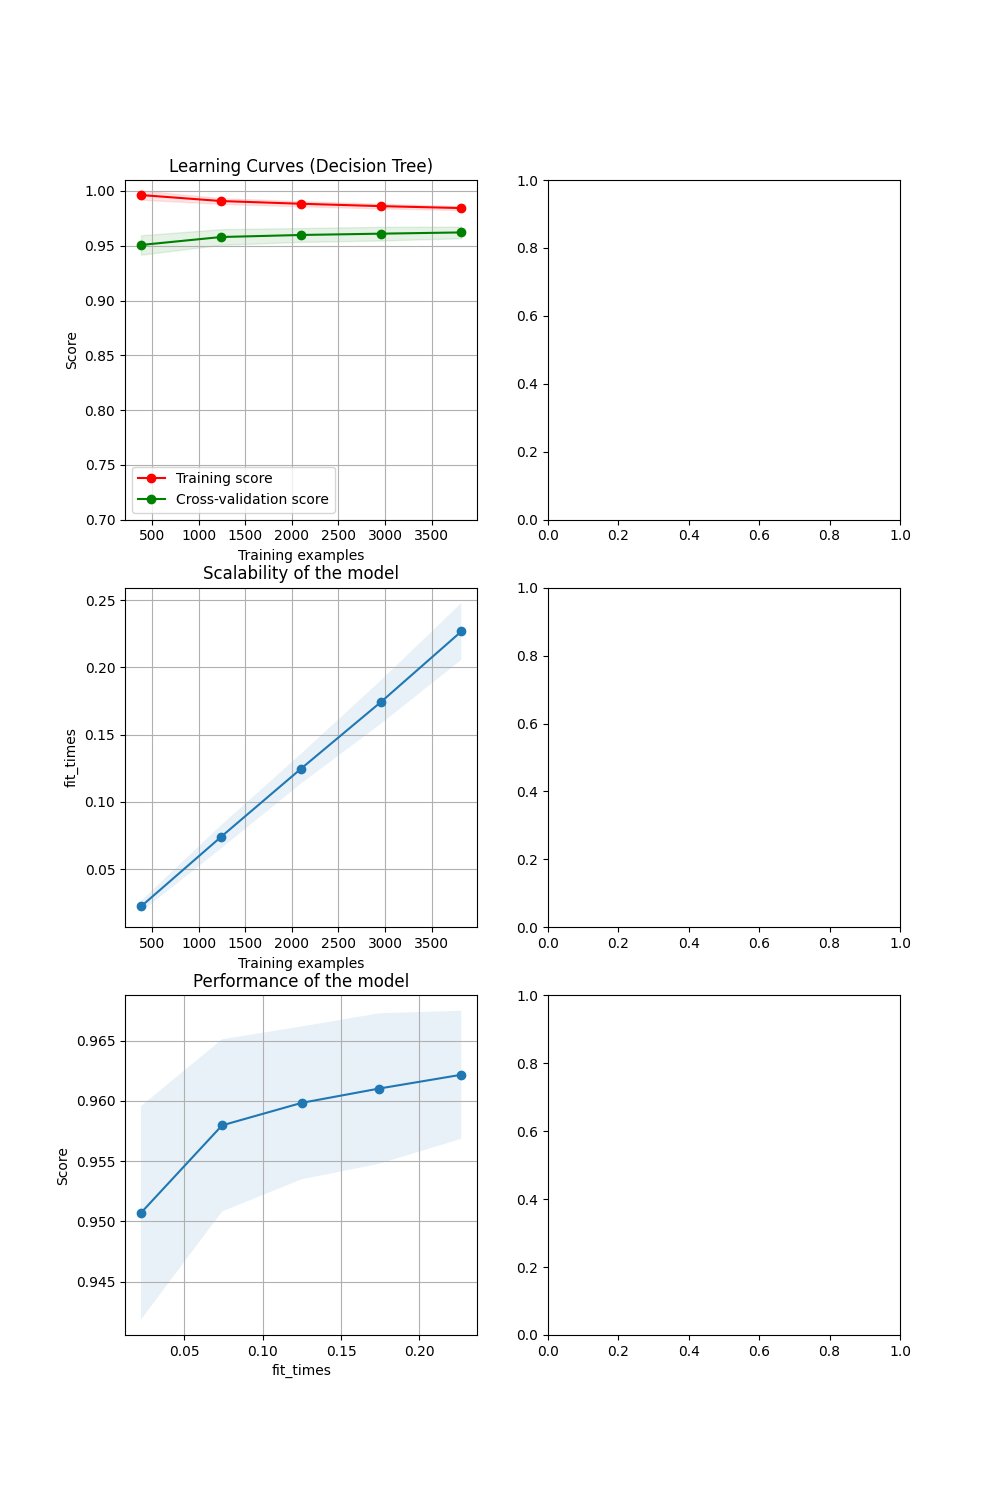 Learning Curves (Decision Tree)
1.00
0.95
0.90
0.85
0.80
0.75
0.70
Score
Training score
Cross-validation score
500 1000 1500 2000 2500 3000 3500
Training examples
1.0
0.8
0.6
0.4
0.2
0.0
0.0 0.2 0.4 0.6 0.8 1.0
Scalability of the model
0.25
0.20
0.15
0.10
0.05
fit_times
500 1000 1500 2000 2500 3000 3500
Training examples
1.0
0.8
0.6
0.4
0.2
0.0
0.0 0.2 0.4 0.6 0.8 1.0
Performance of the model
0.965
0.960
0.955
0.950
0.945
Score
0.05 0.10 0.15 0.20
fit_times
1.0
0.8
0.6
0.4
0.2
0.0
0.0 0.2 0.4 0.6 0.8 1.0